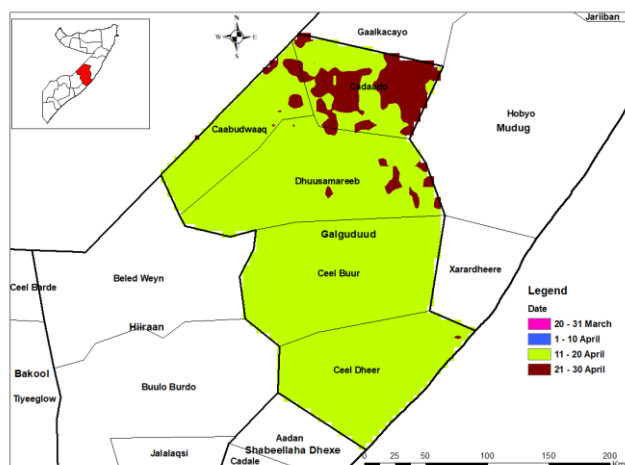 Jariiban
Gaalkacayo
N
W E
S
Cadaado
Hobyo
Mudug
Caabudwaaq
Dhuusamareeb
Galguduud
Ceel Buur
Xarardheere
Beled Weyn
Ceel Barde
Hiiraan
Legend
Date
20 - 31 March
1 - 10 April
11 - 20 April
21 - 30 April
Bakool
Tiyeeglow
Buulo Burdo
Ceel Dheer
Aadan
Shabeellaha Dhexe
Jalalaqsi
Cadale
0 25 50 100 150 200
Km